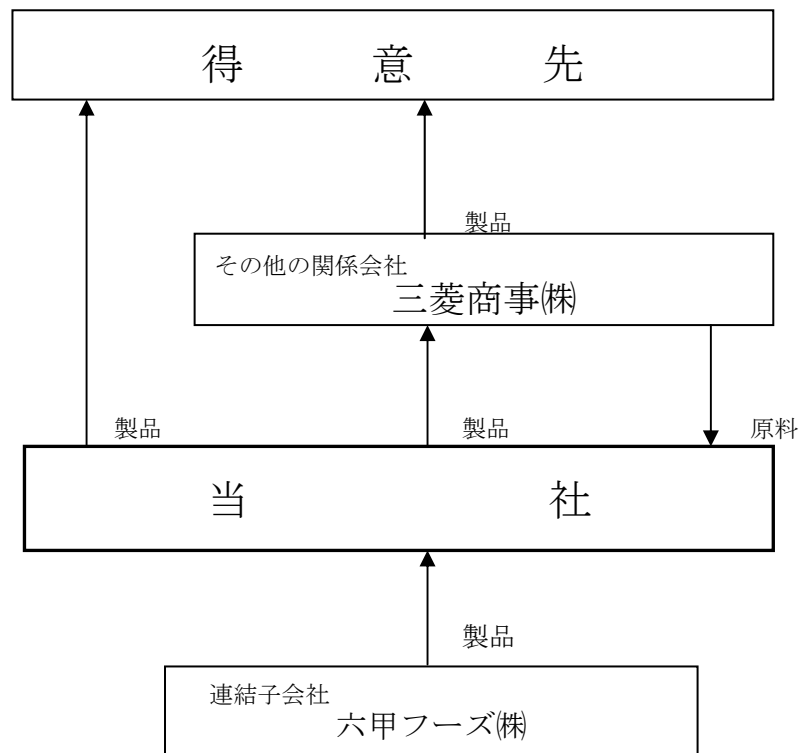 得意先
製品
その他の関係会社
三菱商事㈱
製品
製品
原料
当社
製品
連結子会社
六甲フーズ㈱